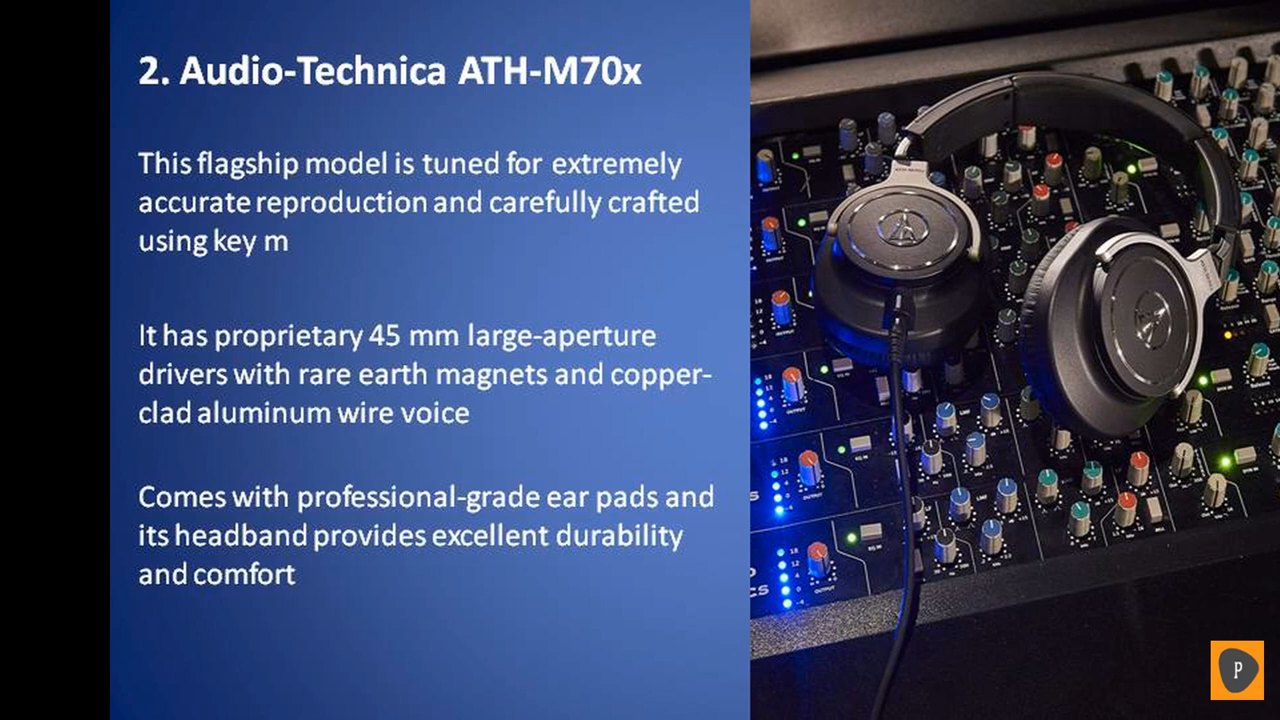 2. Audio-Technica ATH-M70x
This flagship model is tuned for extremely
accurate reproduction and carefully crafted
using key m
It has proprietary 45 mm large-aperture
drivers with rare earth magnets and copper-
clad aluminum wire voice
Comes with professional-grade ear pads and
its headband provides excellent durability
and comfort
P